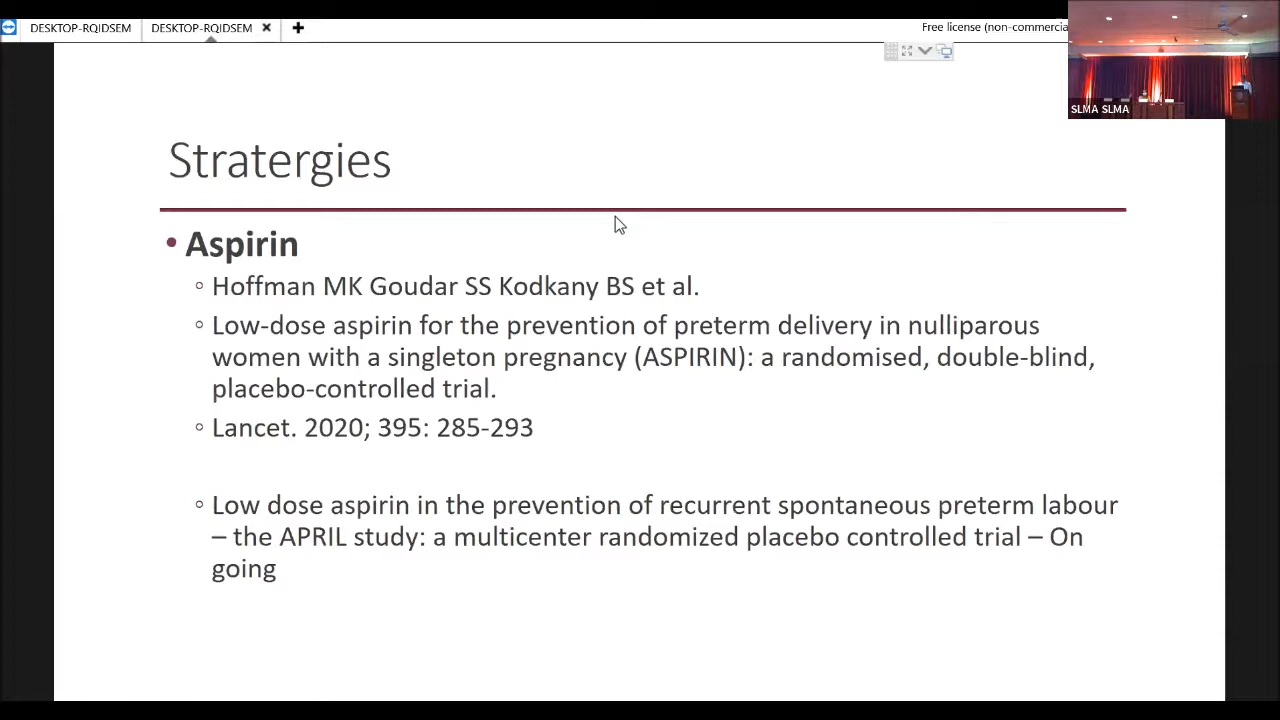 DESKTOP-RQIDSEM
DESKTOP-RQIDSEM
Free license (non-commercia
SLMA SLMA
Stratergies
• Aspirin
◦ Hoffman MK Goudar SS Kodkany BS et al.
◦ Low-dose aspirin for the prevention of preterm delivery in nulliparous
women with a singleton pregnancy (ASPIRIN): a randomised, double-blind,
placebo-controlled trial.
◦ Lancet. 2020; 395: 285-293
◦ Low dose aspirin in the prevention of recurrent spontaneous preterm labour
– the APRIL study: a multicenter randomized placebo controlled trial – On
going